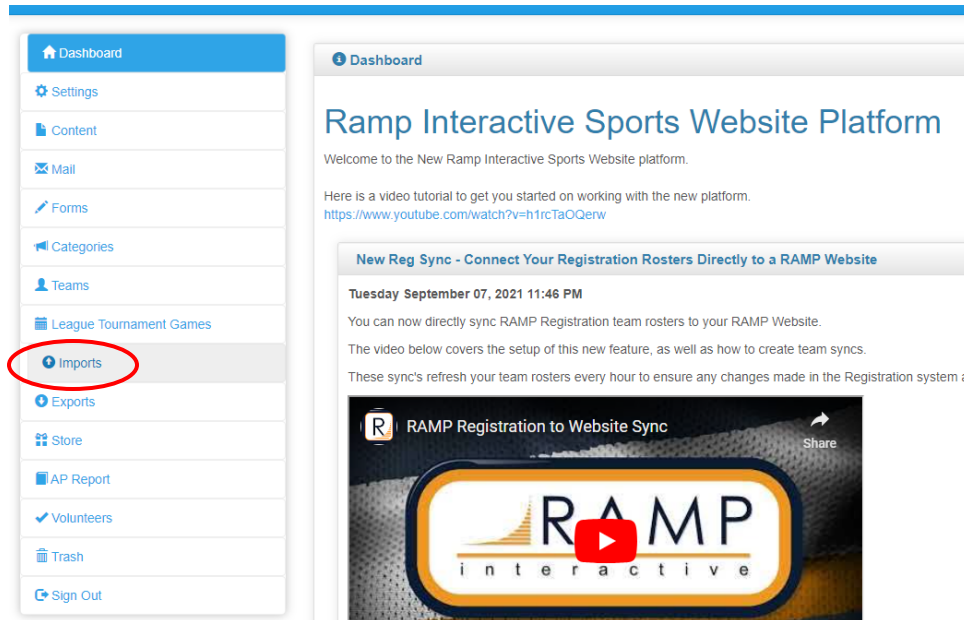 Dashboard
Settings
Content
Mail
Forms
Categories
Teams
League Tournament Games
Imports
Exports
Store
AP Report
Volunteers
Trash
Sign Out
Dashboard
Ramp Interactive Sports Website Platform
Welcome to the New Ramp Interactive Sports Website platform.
Here is a video tutorial to get you started on working with the new platform.
https://www.youtube.com/watch?v=h1rcTaOQerw
New Reg Sync - Connect Your Registration Rosters Directly to a RAMP Website
Tuesday September 07, 2021 11:46 PM
You can now directly sync RAMP Registration team rosters to your RAMP Website.
The video below covers the setup of this new feature, as well as how to create team syncs.
These sync's refresh your team rosters every hour to ensure any changes made in the Registration system a
R RAMP Registration to Website Sync
Share
RAMP
interactive